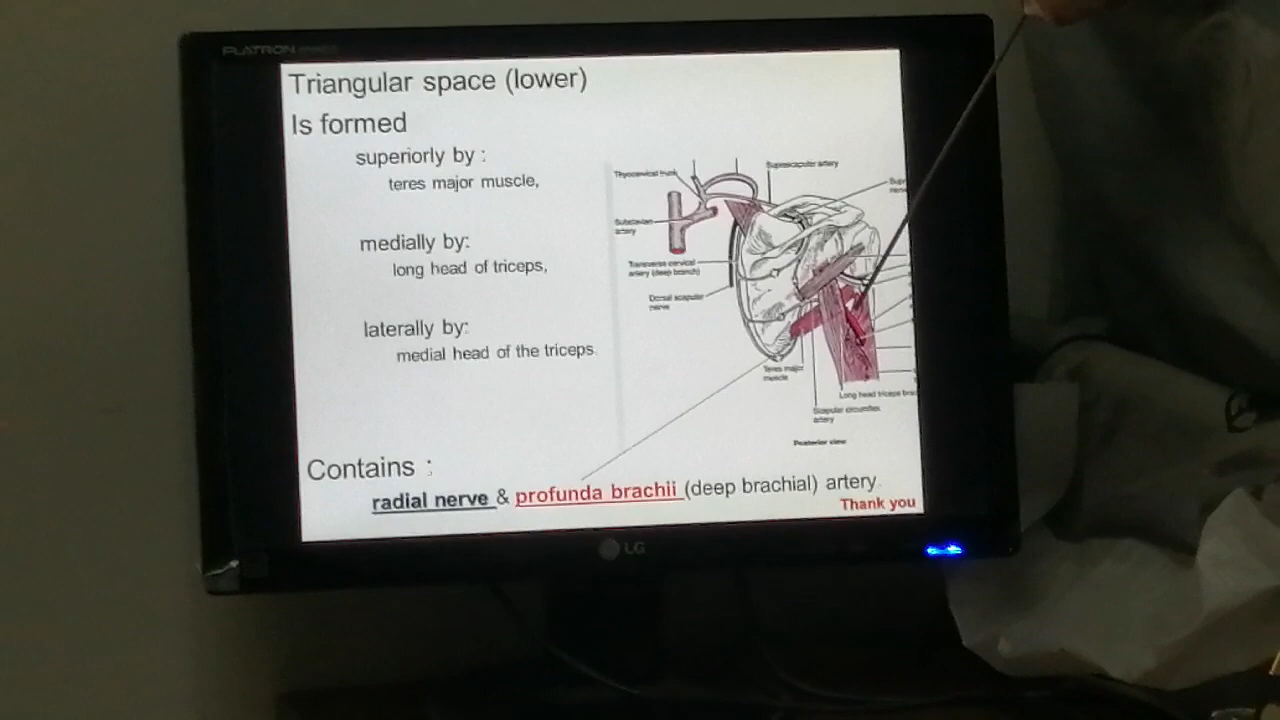 FLATRON
Triangular space (lower)
Is formed
superiorly by :
teres major muscle,
medially by:
long head of triceps,
laterally by:
medial head of the triceps
Thyrocervical trunk
Suprascapular artery
Subclavian
artery
Transverse cervical
artery (deep branch)
Dorsal scapular
nerve
Teres major
muscle
Long head triceps
Scapular circumflex
artery
Posterior view
Contains :
radial nerve & profunda brachii (deep brachial) artery
Thank you
LG